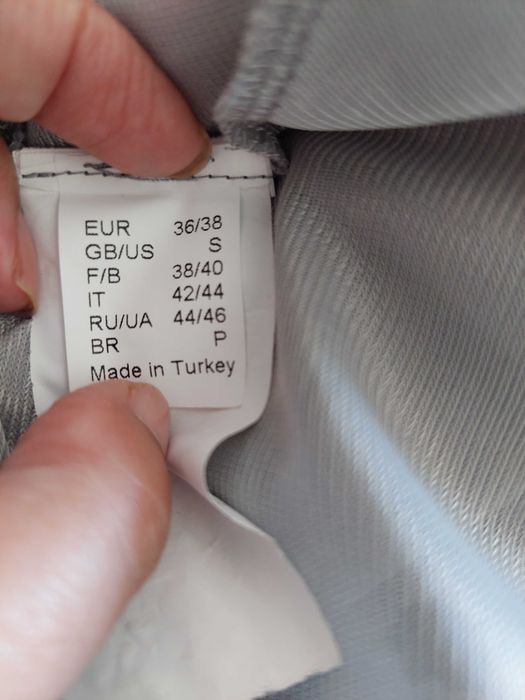 EUR 36/38
GB/US S
F/B 38/40
IT 42/44
RU/UA 44/46
BR P
Made in Turkey